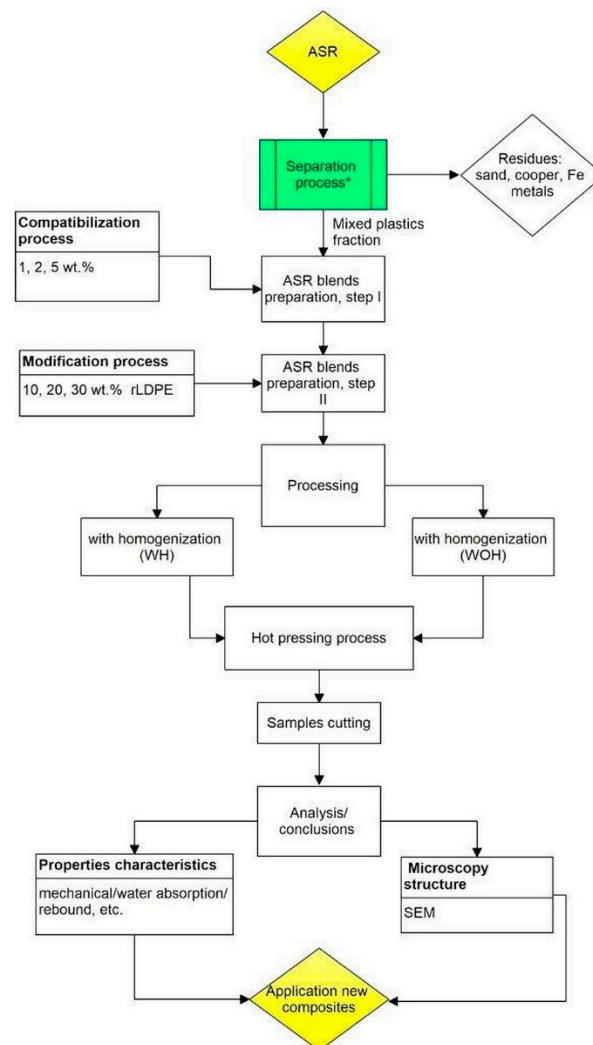 ASR
Separation
process*
Residues:
sand, cooper, Fe
metals
Mixed plastics
fraction
Compatibilization
process
1, 2, 5 wt.%
ASR blends
preparation, step I
Modification process
10, 20, 30 wt.% rLDPE
ASR blends
preparation, step
II
Processing
with homogenization
(WH)
with homogenization
(WOH)
Hot pressing process
Samples cutting
Analysis/
conclusions
Properties characteristics
mechanical/water absorption/
rebound, etc.
Microscopy
structure
SEM
Application new
composites